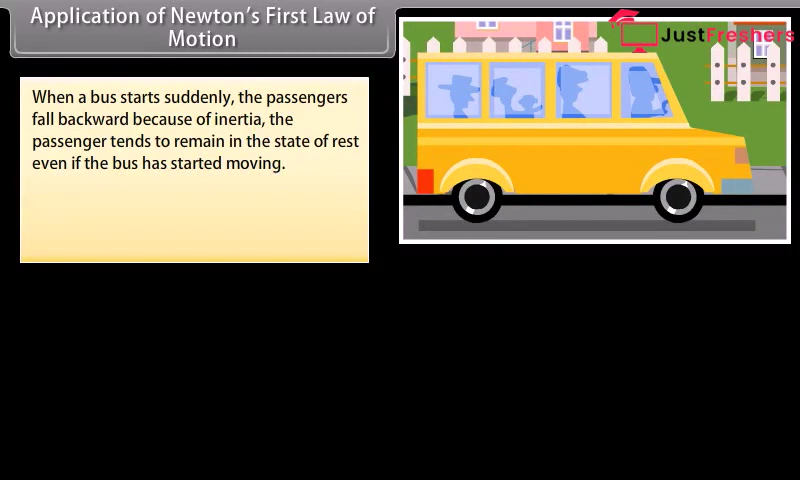 Application of Newton's First Law of
Motion
JustFreshers
When a bus starts suddenly, the passengers
fall backward because of inertia, the
passenger tends to remain in the state of rest
even if the bus has started moving.